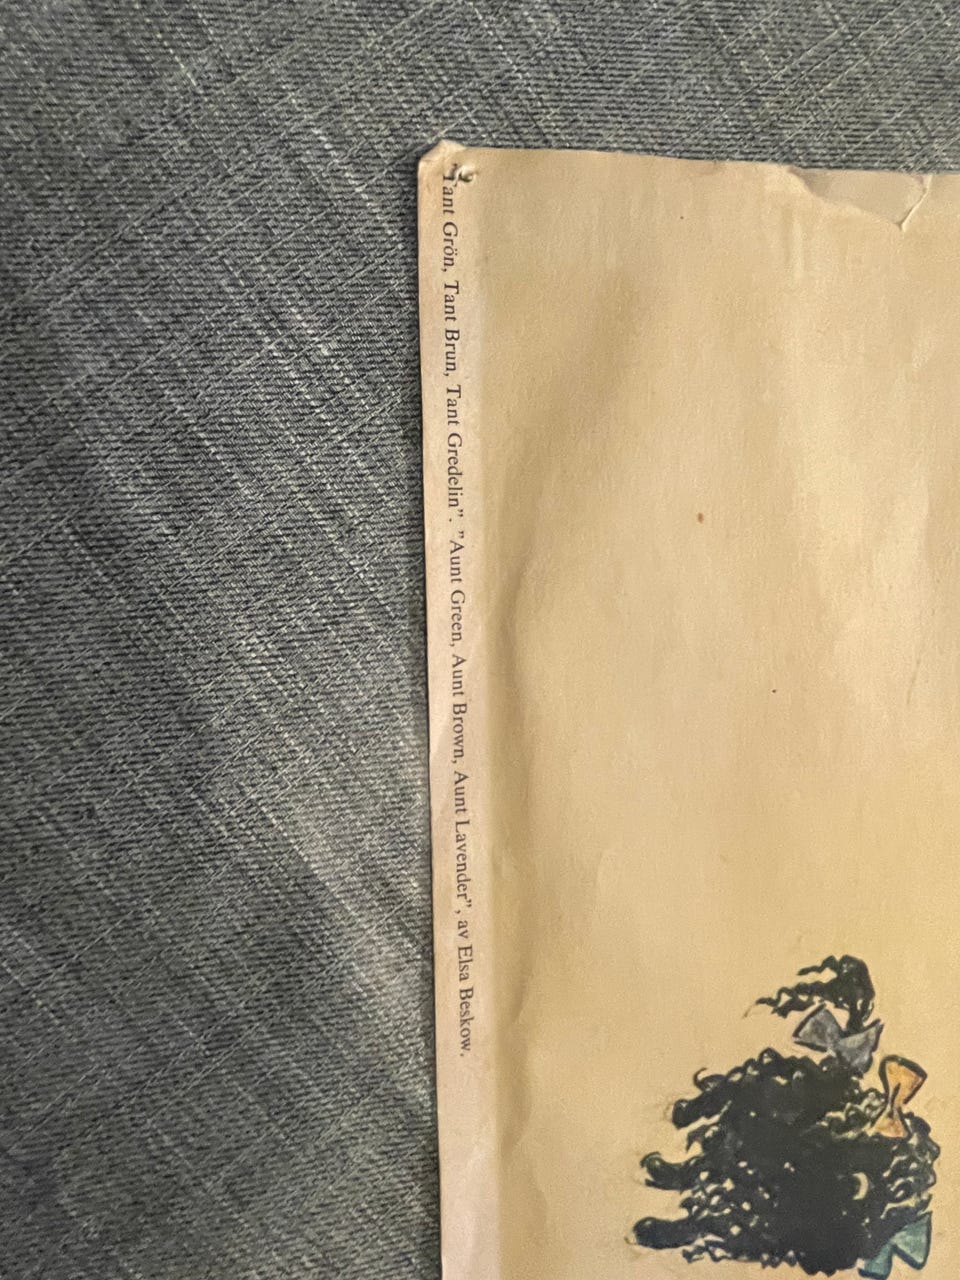 ”Tant Grön, Tant Brun, Tant Gredelin”. ”Aunt Green, Aunt Brown, Aunt Lavender”, av Elsa Beskow.